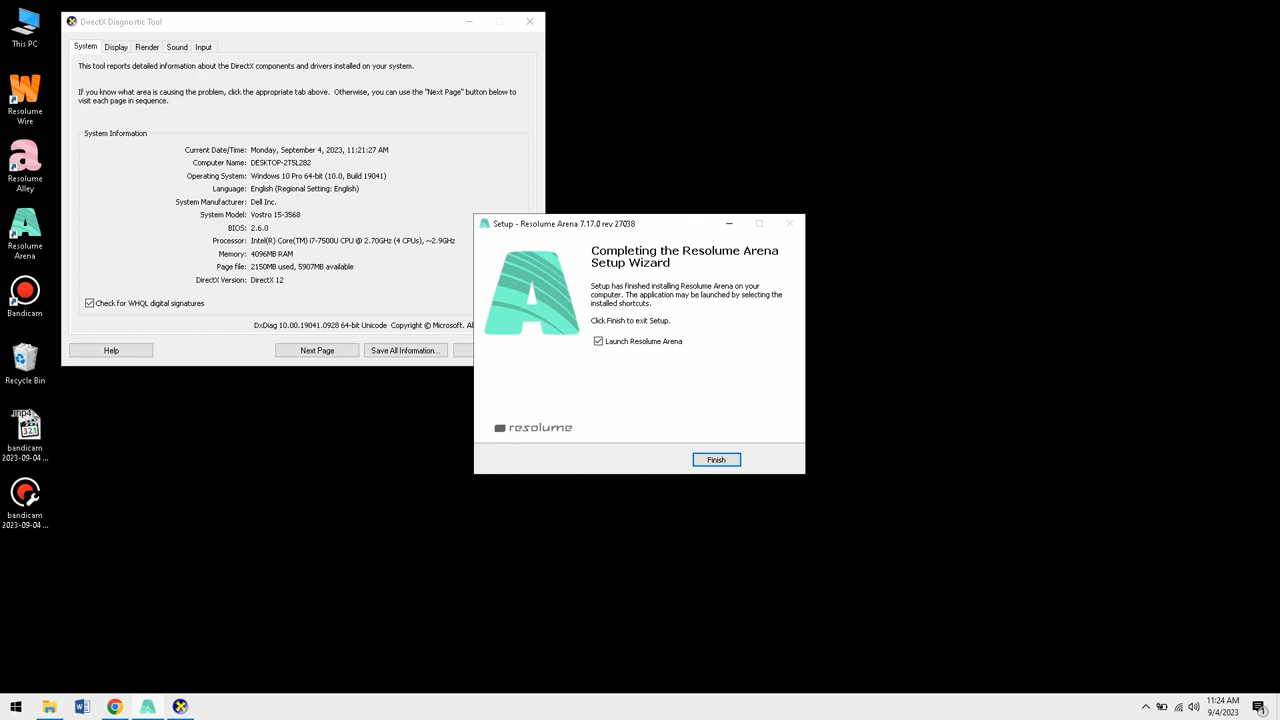 This PC
Resolume
Wire
Resolume
Alley
Resolume
Arena
Bandicam
Recycle Bin
.mp4
321
bandicam
2023-09-04 ...
bandicam
2023-09-04 ...
DirectX Diagnostic Tool
System Display Render Sound Input
This tool reports detailed information about the DirectX components and drivers installed on your system.
If you know what area is causing the problem, click the appropriate tab above. Otherwise, you can use the "Next Page" button below to
visit each page in sequence.
System Information
Current Date/Time: Monday, September 4, 2023, 11:21:27 AM
Computer Name: DESKTOP-2T5L282
Operating System: Windows 10 Pro 64-bit (10.0, Build 19041)
Language: English (Regional Setting: English)
System Manufacturer: Dell Inc.
System Model: Vostro 15-3568
BIOS: 2.6.0
Processor: Intel(R) Core(TM) i7-7500U CPU @ 2.70GHz (4 CPUs), ~2.9GHz
Memory: 4096MB RAM
Page file: 2150MB used, 5907MB available
DirectX Version: DirectX 12
Check for WHQL digital signatures
DxDiag 10.00.19041.0928 64-bit Unicode Copyright © Microsoft. Al
Help Next Page Save All Information...
Setup - Resolume Arena 7.17.0 rev 27038
Completing the Resolume Arena
Setup Wizard
Setup has finished installing Resolume Arena on your
computer. The application may be launched by selecting the
installed shortcuts.
Click Finish to exit Setup.
Launch Resolume Arena
resolume
Finish
11:24 AM
9/4/2023
1